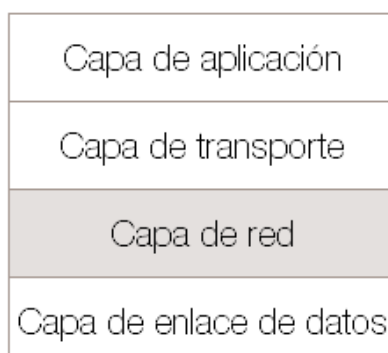 Capa de aplicación
Capa de transporte
Capa de red
Capa de enlace de datos